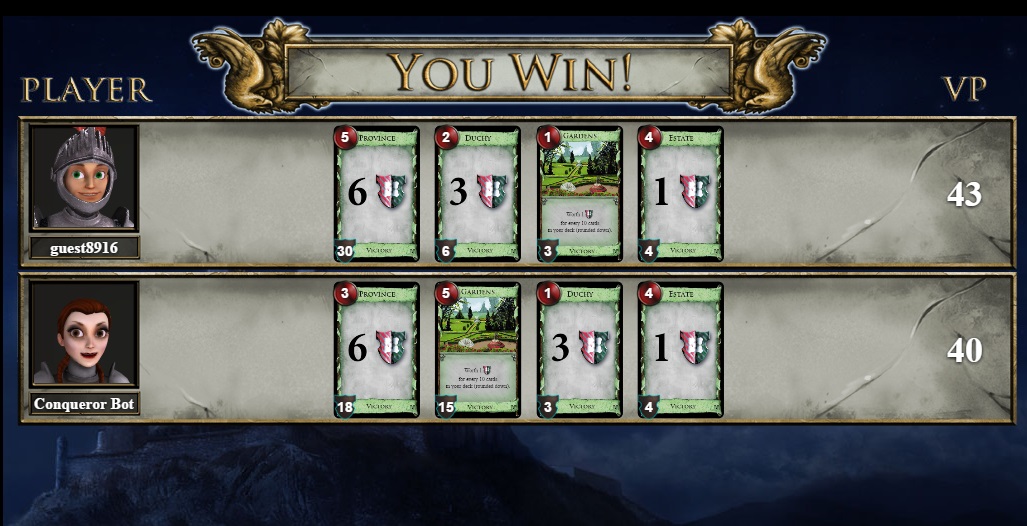 You Win!
PLAYER
VP
5 Province
6
30 Victory
2 Duchy
3
6 Victory
1 Gardens
Worth 1
for every 10 cards
in your deck (rounded down).
3 Victory
4 Estate
1
4 Victory
43
guest8916
3 Province
6
18 Victory
5 Gardens
Worth 1
for every 10 cards
in your deck (rounded down).
15 Victory
1 Duchy
3
3 Victory
4 Estate
1
4 Victory
40
Conqueror Bot